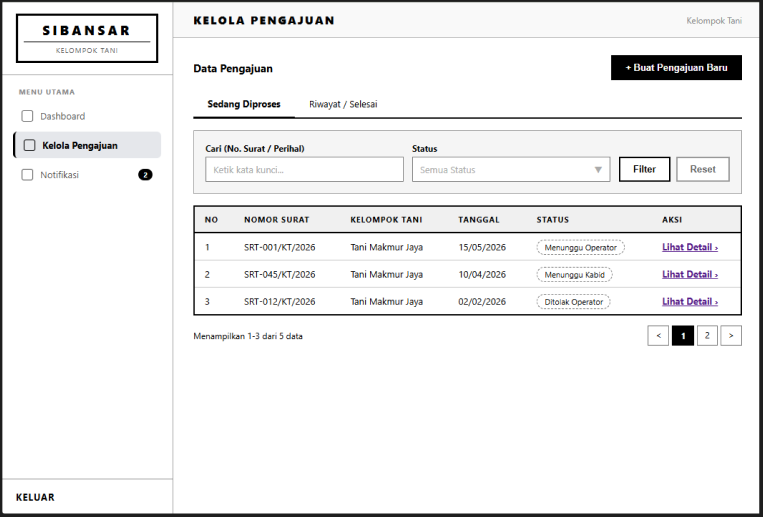 SIBANSAR
KELOMPOK TANI
MENU UTAMA
Dashboard
Kelola Pengajuan
Notifikasi 2
KELUAR
KELOLA PENGAJUAN Kelompok Tani
Data Pengajuan + Buat Pengajuan Baru
Sedang Diproses Riwayat / Selesai
Cari (No. Surat / Perihal) Status
Ketik kata kunci... Semua Status ▼ Filter Reset
NO NOMOR SURAT KELOMPOK TANI TANGGAL STATUS AKSI
1 SRT-001/KT/2026 Tani Makmur Jaya 15/05/2026 Menunggu Operator Lihat Detail ›
2 SRT-045/KT/2026 Tani Makmur Jaya 10/04/2026 Menunggu Kabid Lihat Detail ›
3 SRT-012/KT/2026 Tani Makmur Jaya 02/02/2026 Ditolak Operator Lihat Detail ›
Menampilkan 1-3 dari 5 data < 1 2 >